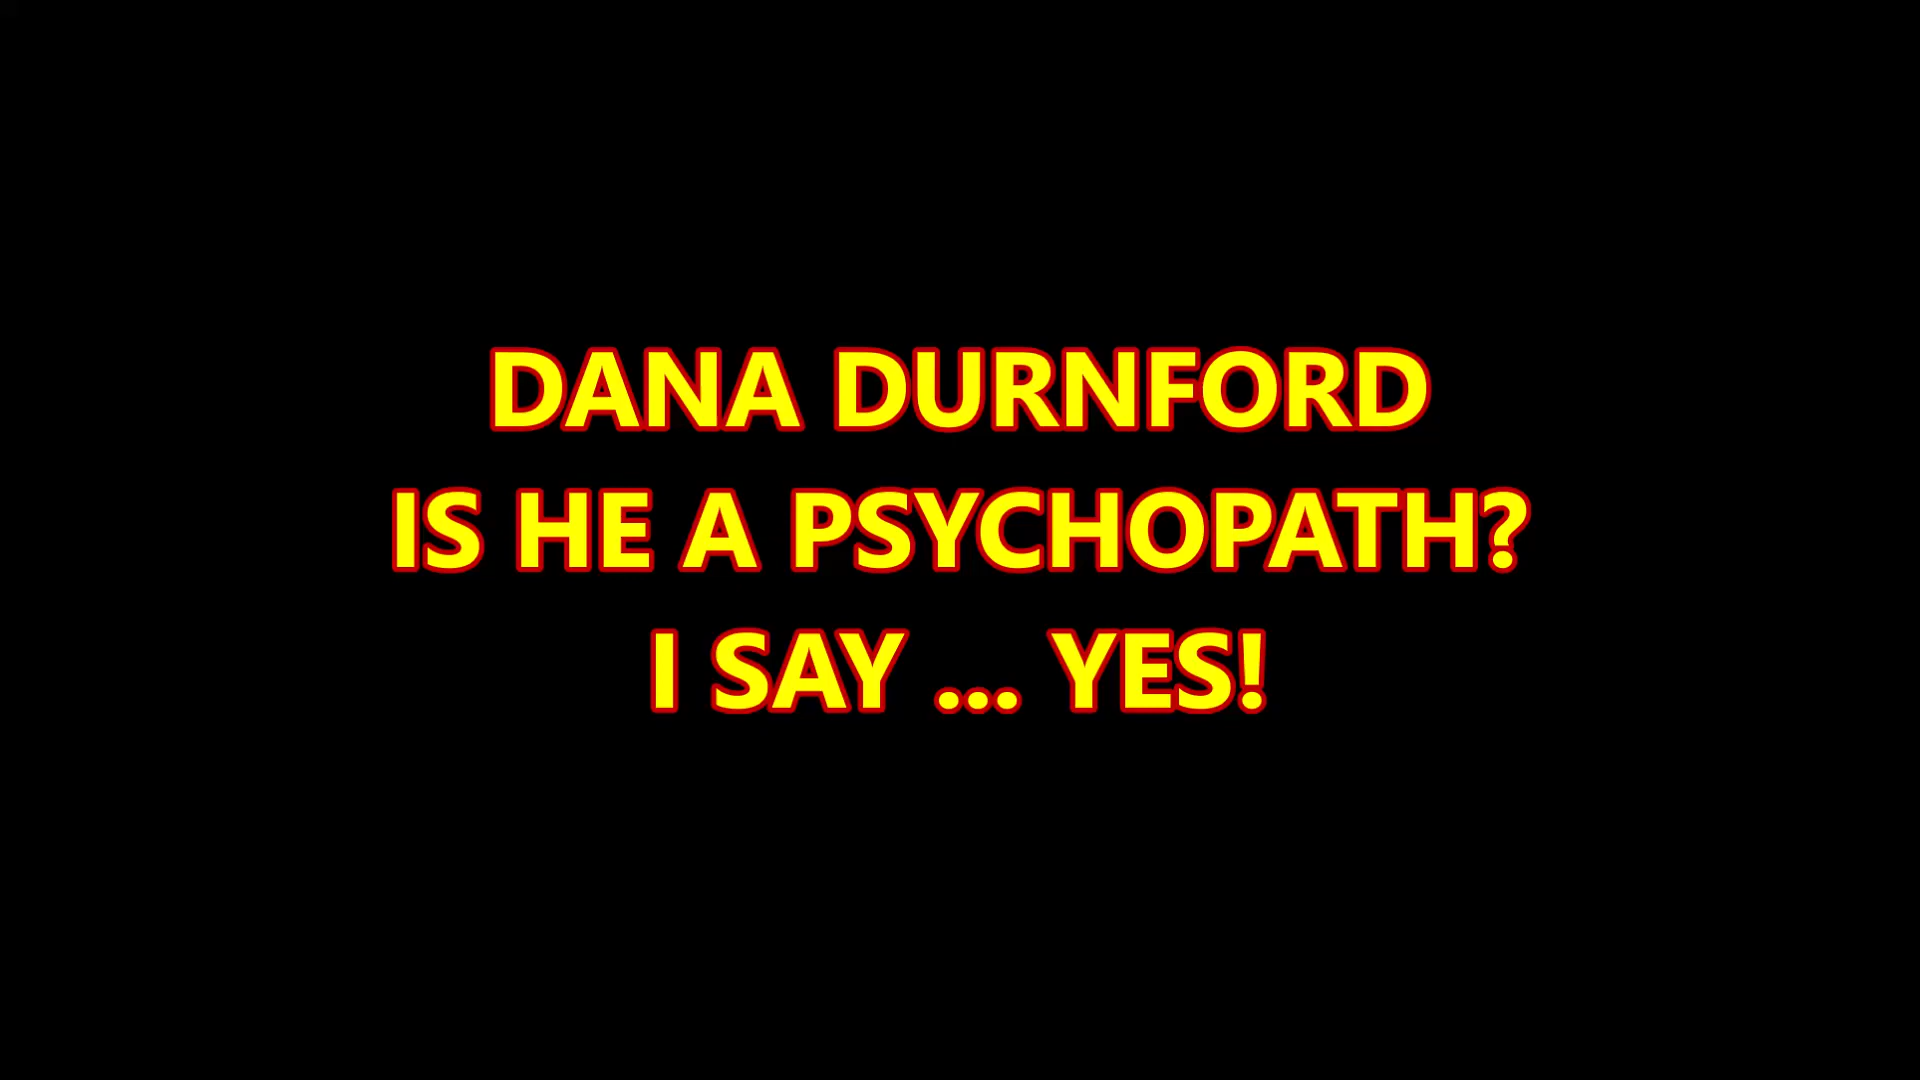 DANA DURNFORD
IS HE A PSYCHOPATH?
I SAY ... YES!